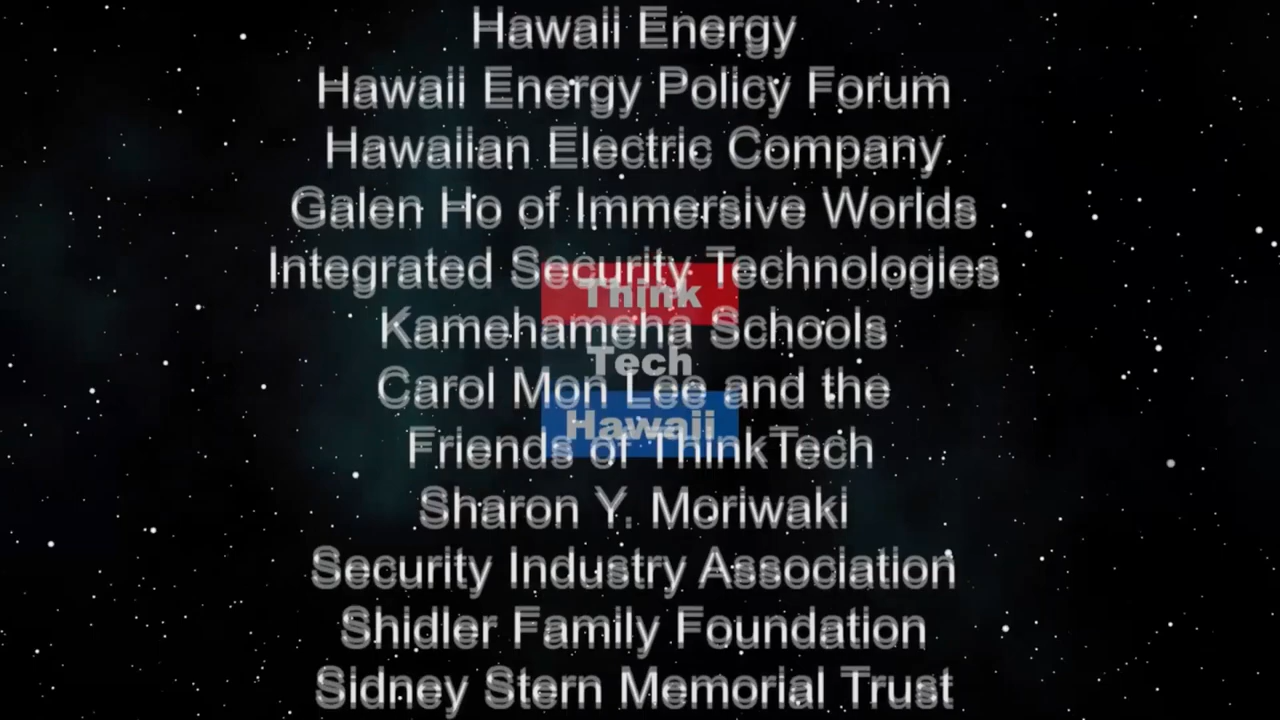 Hawaii Energy
Hawaii Energy Policy Forum
Hawaiian Electric Company
Galen Ho of Immersive Worlds
Integrated Security Technologies
Think
Kamehameha Schools
Tech
Carol Mon Lee and the
Hawaii
Friends of ThinkTech
Sharon Y. Moriwaki
Security Industry Association
Shidler Family Foundation
Sidney Stern Memorial Trust